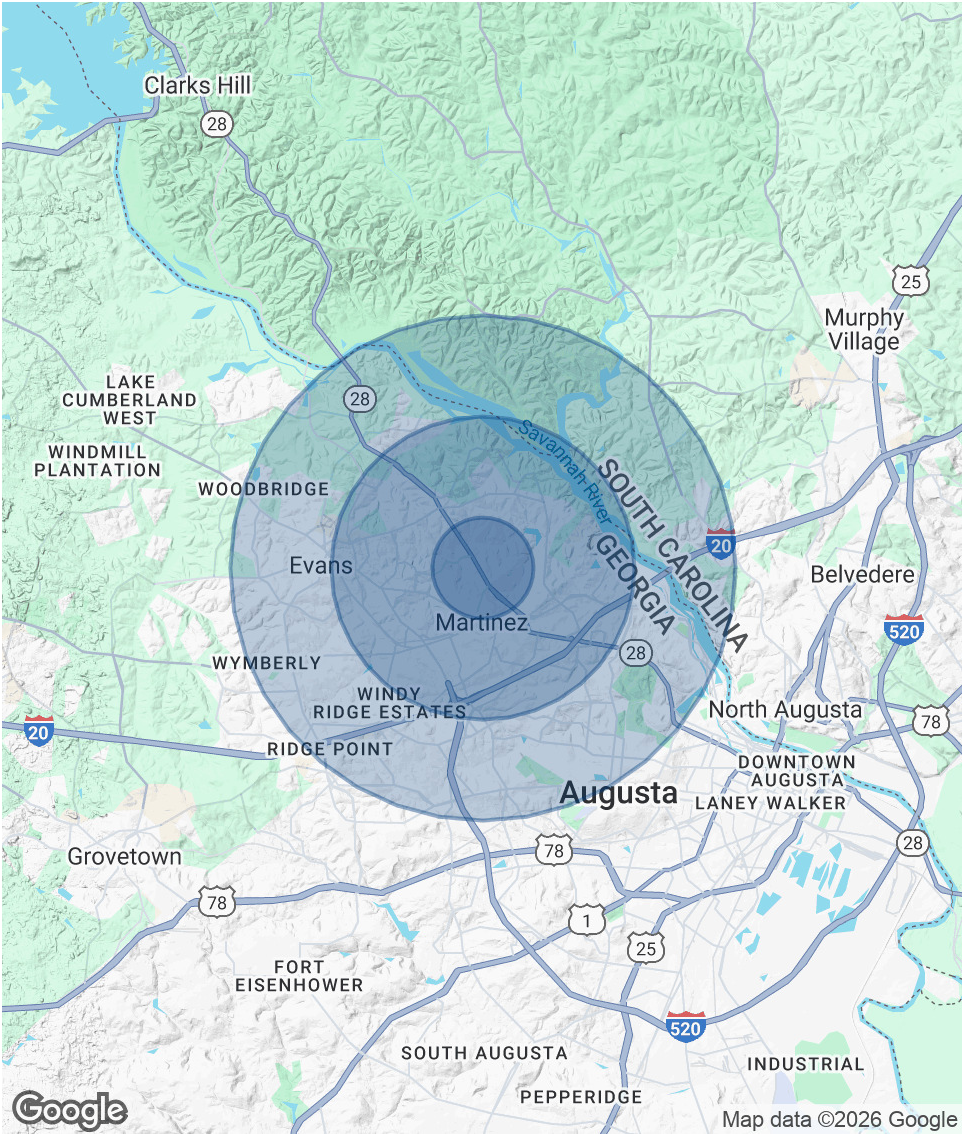 Clarks Hill
28
25
Murphy
Village
LAKE
CUMBERLAND
WEST
28
WINDMILL
PLANTATION
Savannah River
SOUTH CAROLINA
WOODBRIDGE
20
GEORGIA
Evans
Belvedere
520
Martinez
28
WYMBERLY
WINDY
RIDGE ESTATES
North Augusta
78
20
RIDGE POINT
DOWNTOWN
AUGUSTA
Augusta
LANEY WALKER
28
78
Grovetown
78
1
25
FORT
EISENHOWER
520
SOUTH AUGUSTA
INDUSTRIAL
PEPPERIDGE
Google
Map data ©2026 Google